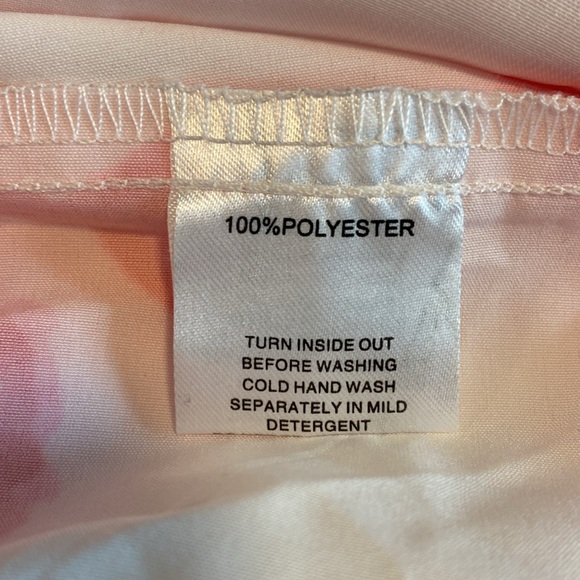 100%POLYESTER
TURN INSIDE OUT
BEFORE WASHING
COLD HAND WASH
SEPARATELY IN MILD
DETERGENT